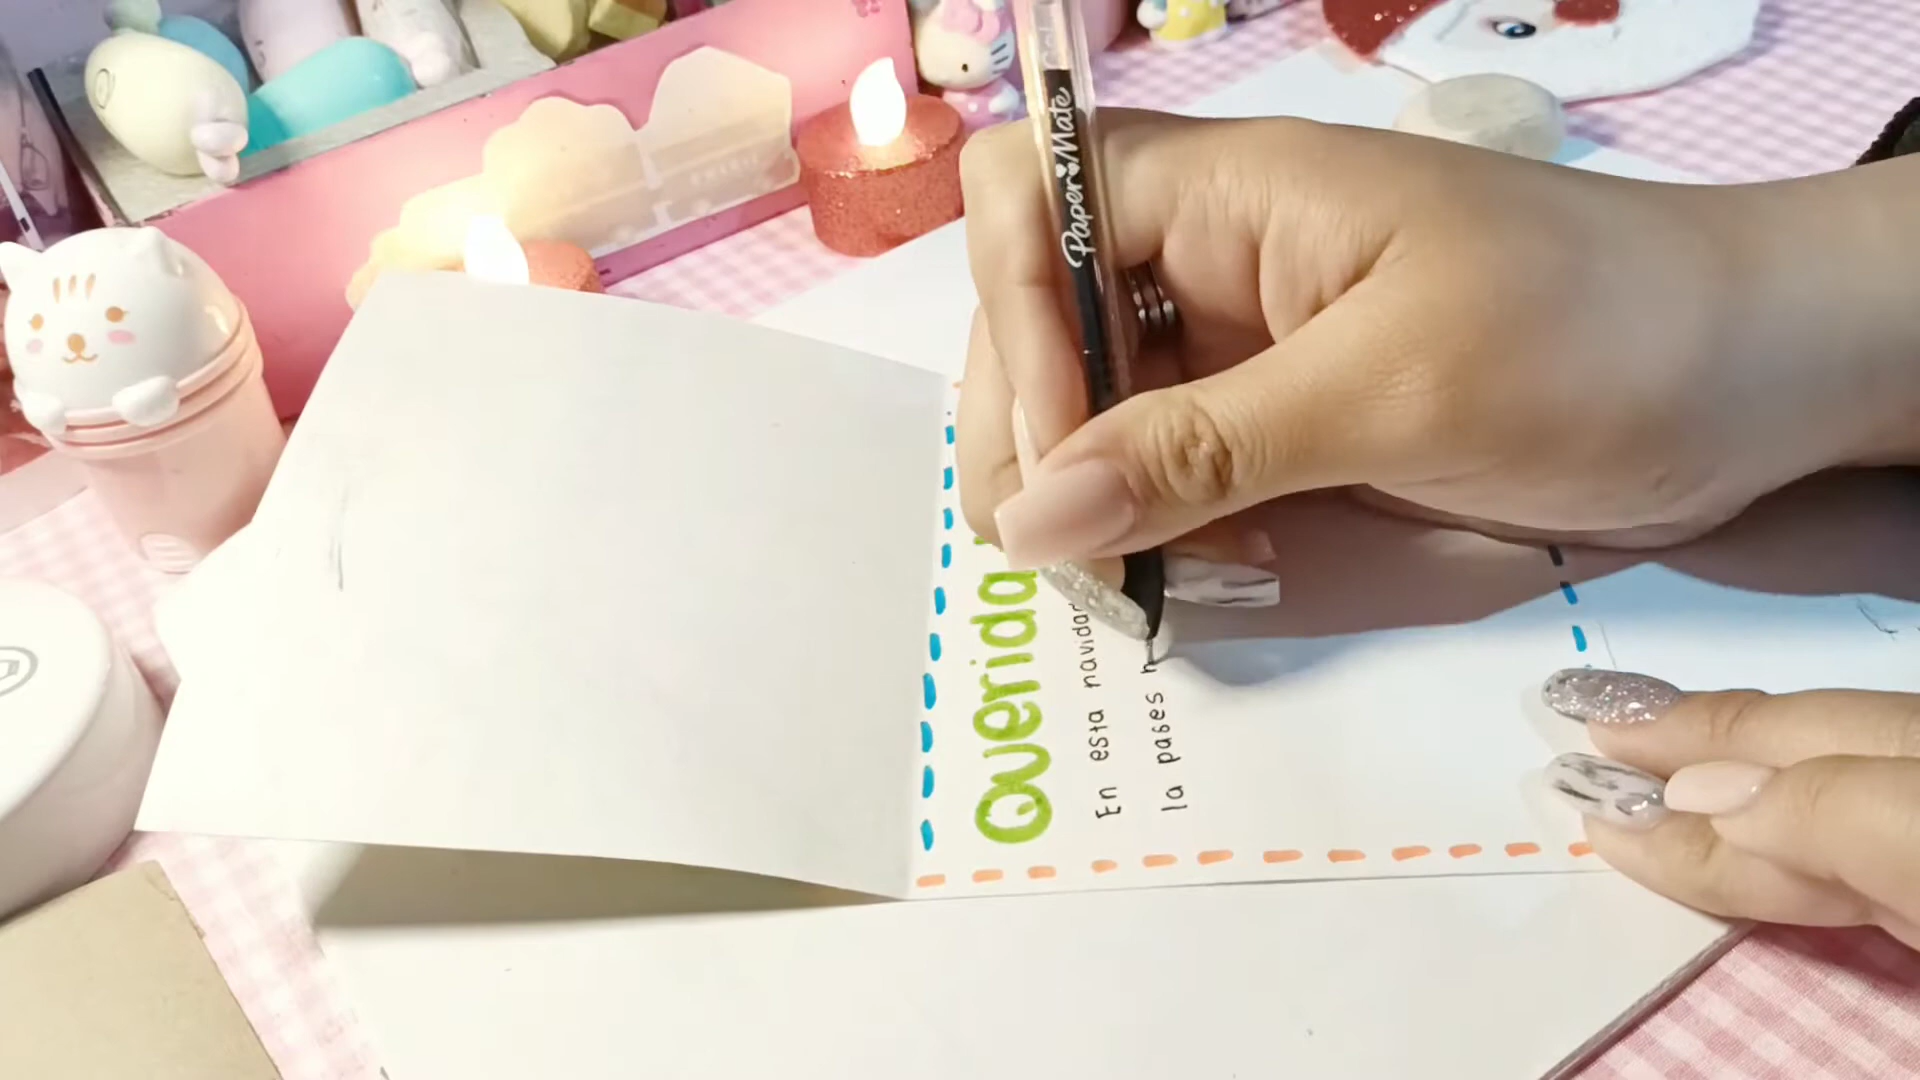 Paper Mate
Querida
En esta navidad
la pases